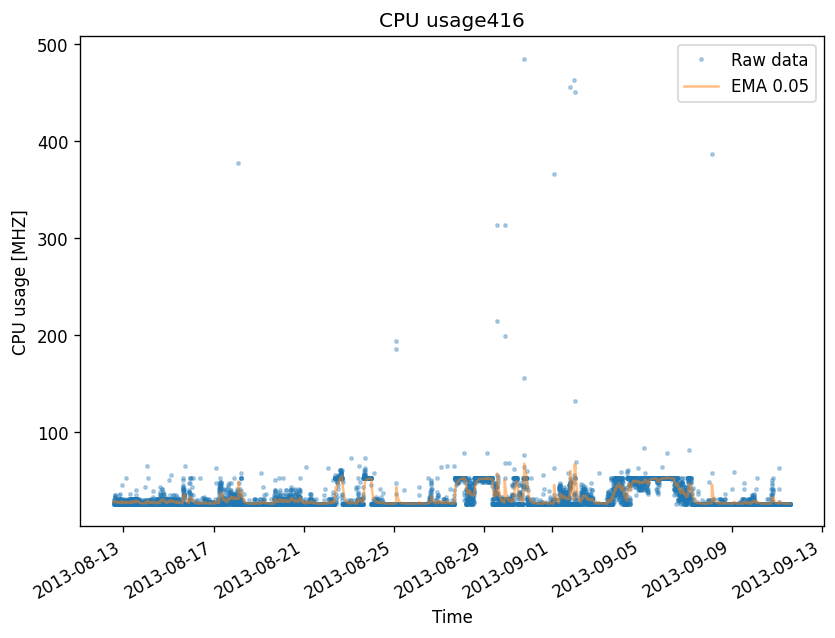 CPU usage416
500
400
300
200
100
CPU usage [MHZ]
Raw data
EMA 0.05
2013-08-13
2013-08-17
2013-08-21
2013-08-25
2013-08-29
2013-09-01
2013-09-05
2013-09-09
2013-09-13
Time